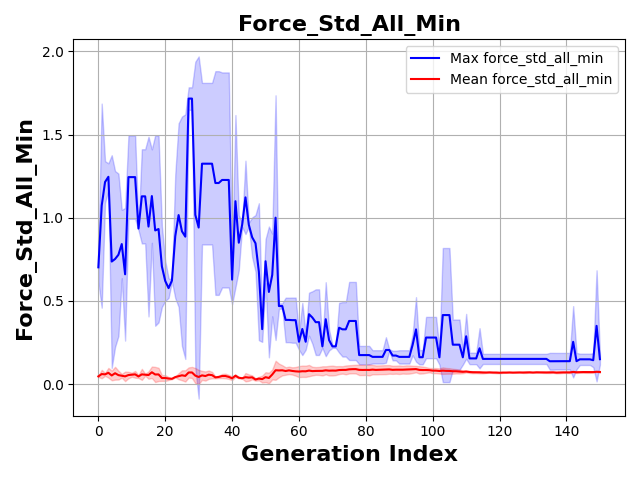 Force_Std_All_Min
Max force_std_all_min
Mean force_std_all_min
Force_Std_All_Min
2.0
1.5
1.0
0.5
0.0
0 20 40 60 80 100 120 140
Generation Index